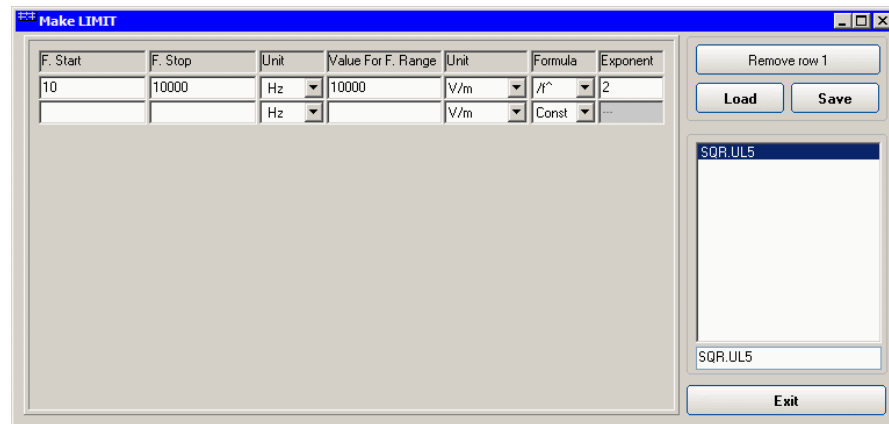 Make LIMIT
F. Start F. Stop Unit Value For F. Range Unit Formula Exponent
10 10000 Hz 10000 V/m /f^ 2
Hz V/m Const ---
Remove row 1
Load Save
SQR.UL5
SQR.UL5
Exit